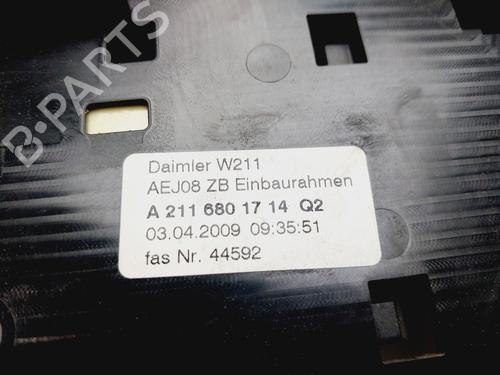 B-PARTS
Daimler W211
AEJ08 ZB Einbaurahmen
A 211 680 17 14 Q2
03.04.2009 09:35:51
fas Nr. 44592